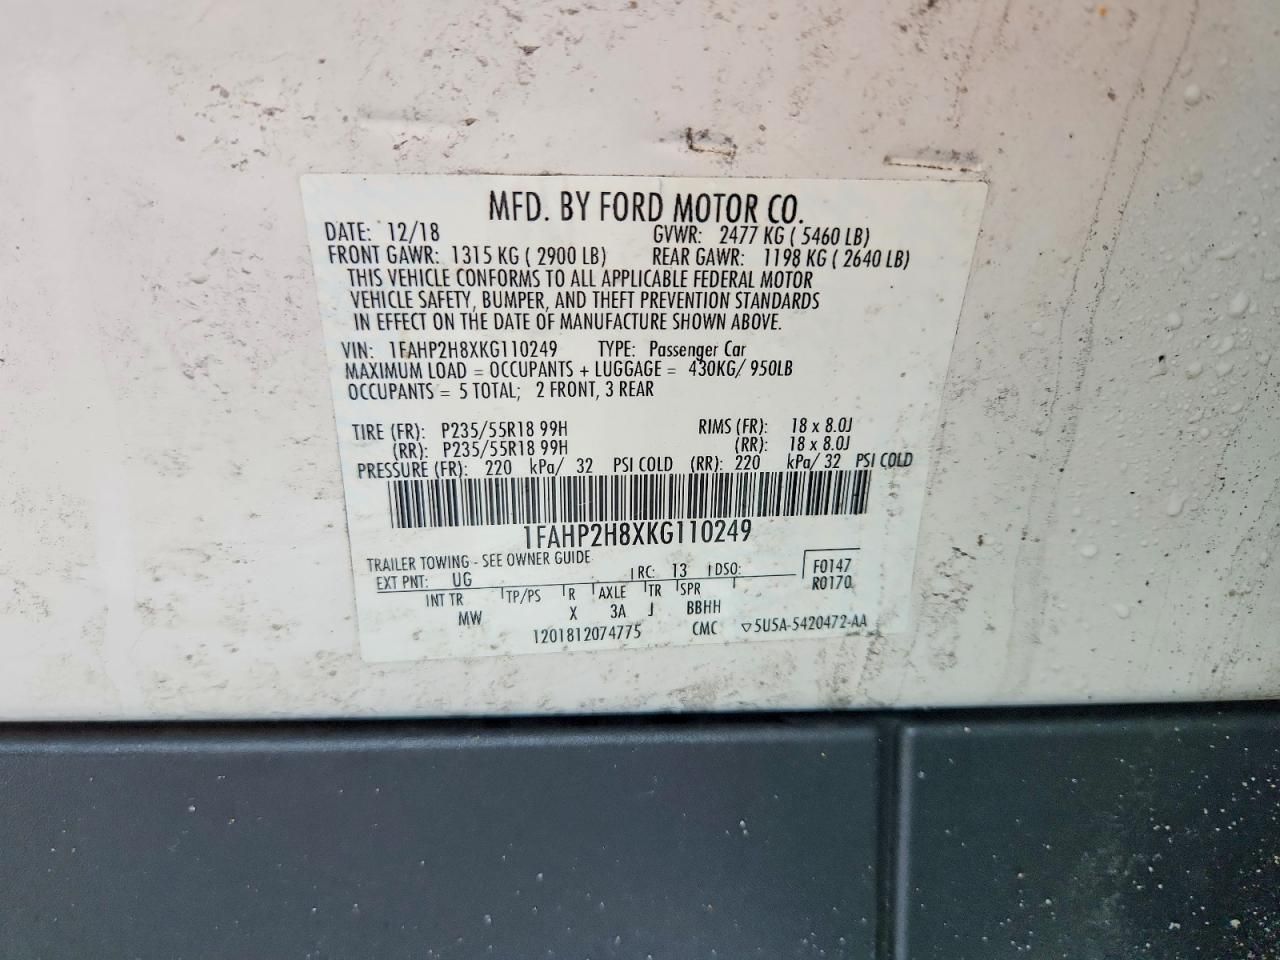 MFD. BY FORD MOTOR CO.
DATE: 12/18 GVWR: 2477 KG ( 5460 LB)
FRONT GAWR: 1315 KG ( 2900 LB) REAR GAWR: 1198 KG ( 2640 LB)
THIS VEHICLE CONFORMS TO ALL APPLICABLE FEDERAL MOTOR
VEHICLE SAFETY, BUMPER, AND THEFT PREVENTION STANDARDS
IN EFFECT ON THE DATE OF MANUFACTURE SHOWN ABOVE.
VIN: 1FAHP2H8XKG110249 TYPE: Passenger Car
MAXIMUM LOAD = OCCUPANTS + LUGGAGE = 430KG/ 950LB
OCCUPANTS = 5 TOTAL; 2 FRONT, 3 REAR
TIRE (FR): P235/55R18 99H RIMS (FR): 18 x 8.0J
(RR): P235/55R18 99H (RR): 18 x 8.0J
PRESSURE (FR): 220 kPa/ 32 PSI COLD (RR): 220 kPa/ 32 PSI COLD
1FAHP2H8XKG110249
TRAILER TOWING - SEE OWNER GUIDE
EXT PNT: UG RC: 13 DSO: F0147
R0170
INT TR TP/PS R AXLE TR SPR
MW X 3A J BBHH
1201812074775 CMC ▽5U5A-5420472-AA